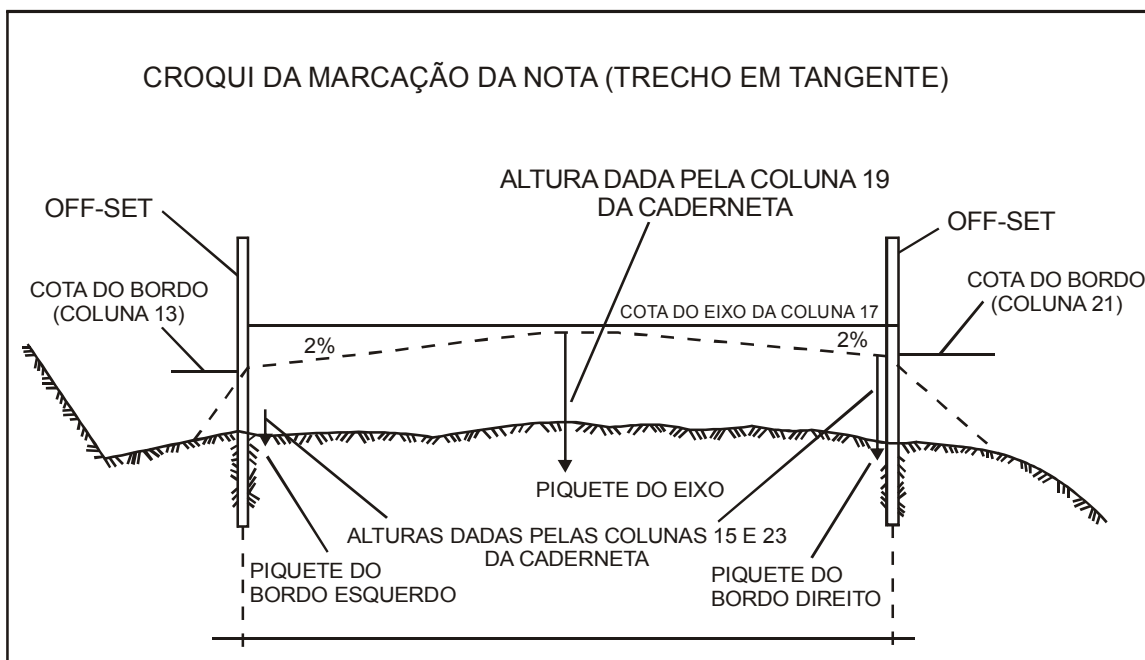 CROQUI DA MARCAÇÃO DA NOTA (TRECHO EM TANGENTE)
ALTURA DADA PELA COLUNA 19
DA CADERNETA
OFF-SET
OFF-SET
COTA DO BORDO
(COLUNA 13)
COTA DO BORDO
(COLUNA 21)
COTA DO EIXO DA COLUNA 17
2%
2%
PIQUETE DO EIXO
ALTURAS DADAS PELAS COLUNAS 15 E 23
DA CADERNETA
PIQUETE DO
BORDO ESQUERDO
PIQUETE DO
BORDO DIREITO